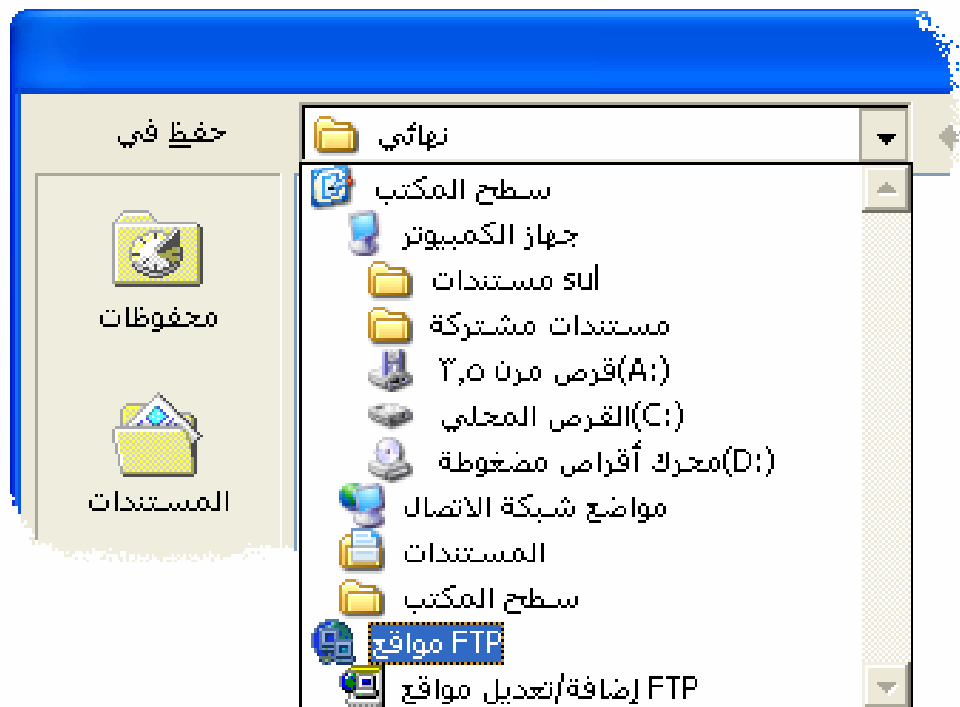 حفظ في
نهائي
سطح المكتب
جهاز الكمبيوتر
sul مستندات
مستندات مشتركة
(A:)قرص مرن ٣,٥
(C:)القرص المحلي
(D:)محرك أقراص مضغوطة
مواضع شبكة الاتصال
المستندات
سطح المكتب
FTP مواقع
FTP إضافة/تعديل مواقع
محفوظات
المستندات